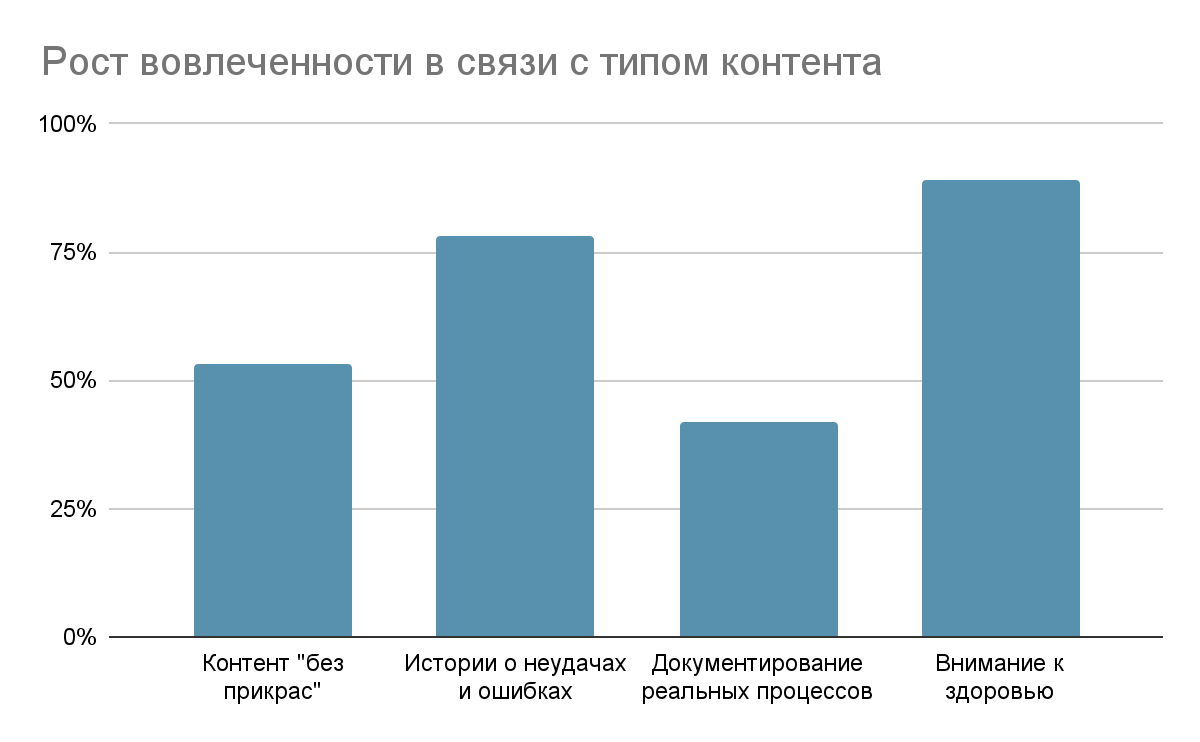 Рост вовлеченности в связи с типом контента
100%
75%
50%
25%
0%
Контент "без
прикрас"
Истории о неудачах
и ошибках
Документирование
реальных процессов
Внимание к
здоровью